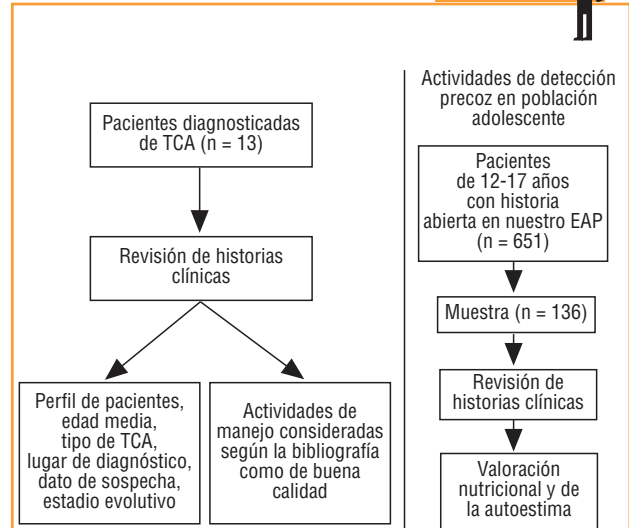 Pacientes diagnosticadas
de TCA (n = 13)
Revisión de historias
clínicas
Perfil de pacientes,
edad media,
tipo de TCA,
lugar de diagnóstico,
dato de sospecha,
estadio evolutivo
Actividades de
manejo consideradas
según la bibliografía
como de buena
calidad
Actividades de detección
precoz en población
adolescente
Pacientes
de 12-17 años
con historia
abierta en nuestro EAP
(n = 651)
Muestra (n = 136)
Revisión de
historias clínicas
Valoración
nutricional y de
la autoestima